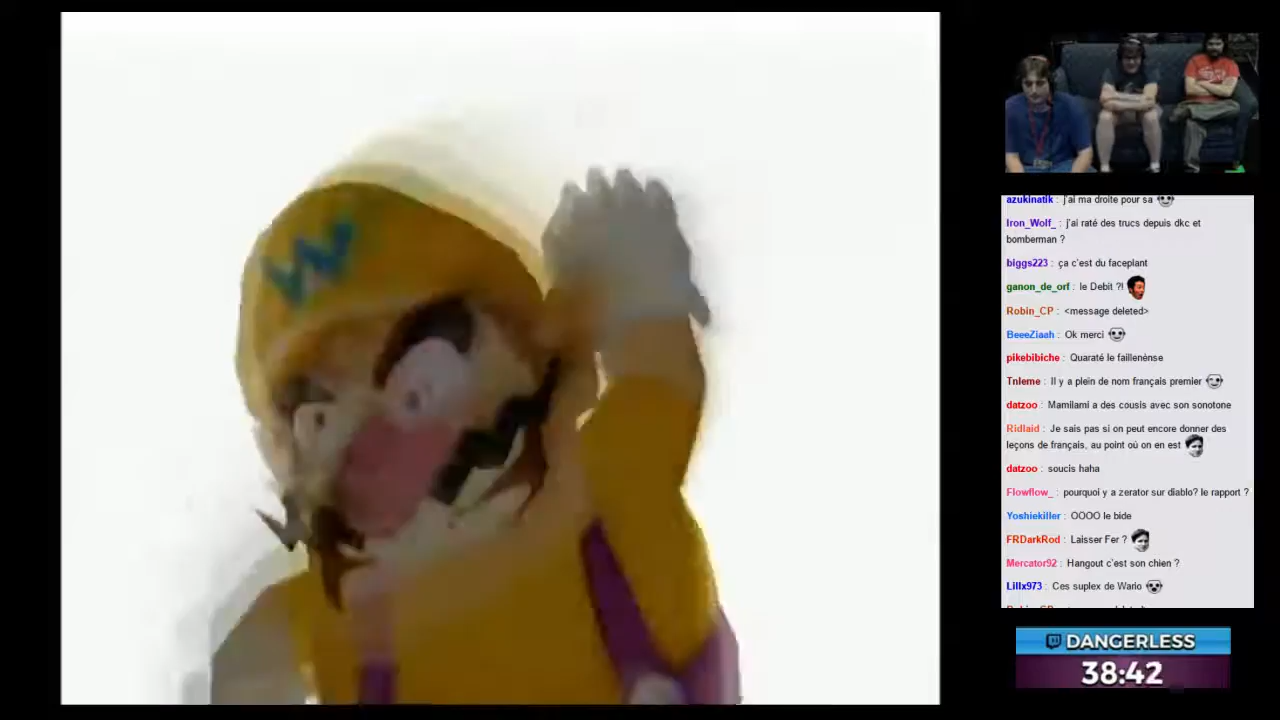 W
azukinatik : j'ai ma droite pour sa
Iron_Wolf_ : j'ai raté des trucs depuis dkc et
bomberman ?
biggs223 : ça c'est du faceplant
ganon_de_orf : le Debit ?!
Robin_CP : <message deleted>
BeeeZiaah : Ok merci
pikebibiche : Quaraté le faillenènse
Tnleme : Il y a plein de nom français premier
datzoo : Mamilami a des cousis avec son sonotone
Ridlaid : Je sais pas si on peut encore donner des
leçons de français, au point où on en est
datzoo : soucis haha
Flowflow_ : pourquoi y a zerator sur diablo? le rapport ?
Yoshiekiller : OOOO le bide
FRDarkRod : Laisser Fer ?
Mercator92 : Hangout c'est son chien ?
Lillx973 : Ces suplex de Wario
DANGERLESS
38:42